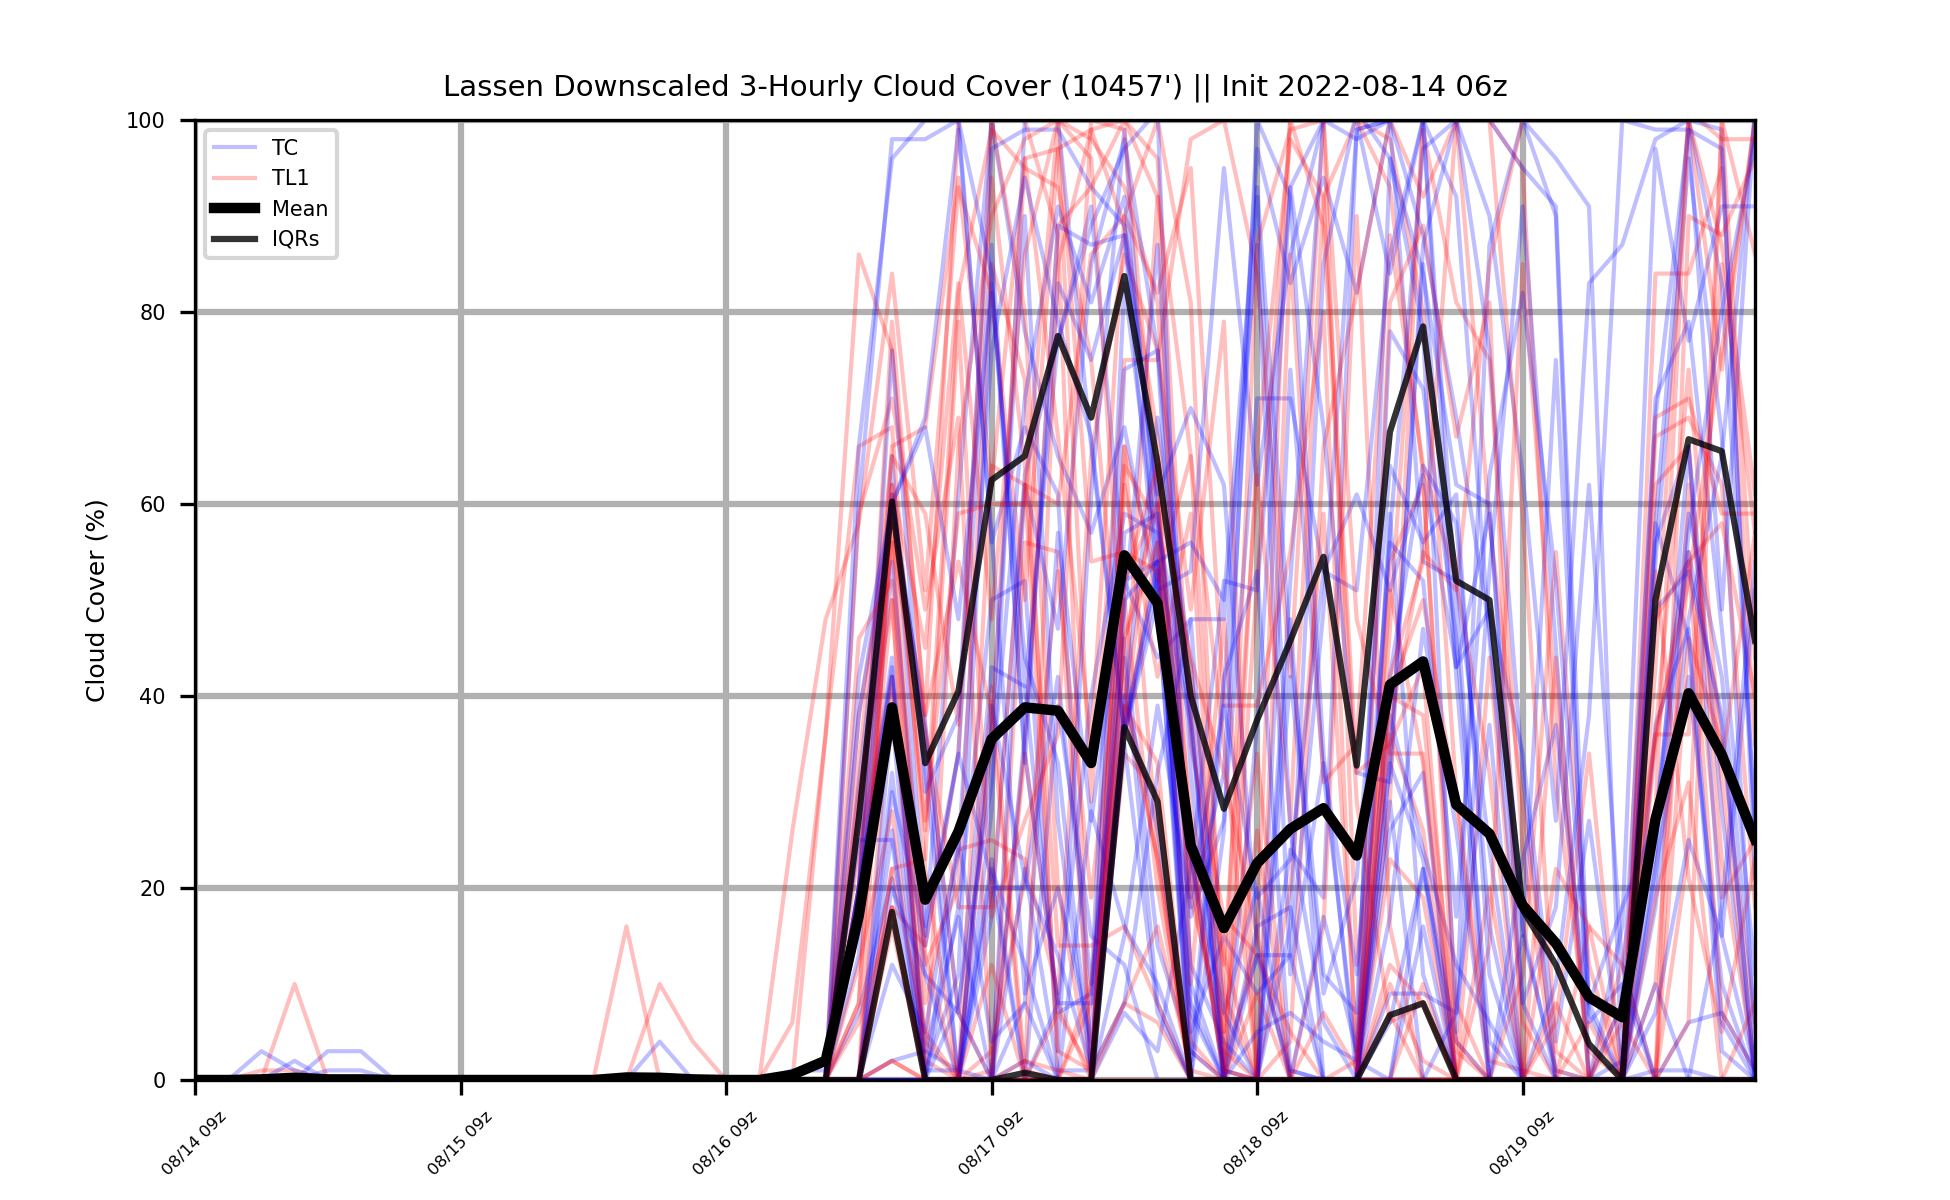 Lassen Downscaled 3-Hourly Cloud Cover (10457') || Init 2022-08-14 06z
TC
TL1
Mean
IQRs
Cloud Cover (%)
100
80
60
40
20
0
08/14 09z
08/15 09z
08/16 09z
08/17 09z
08/18 09z
08/19 09z